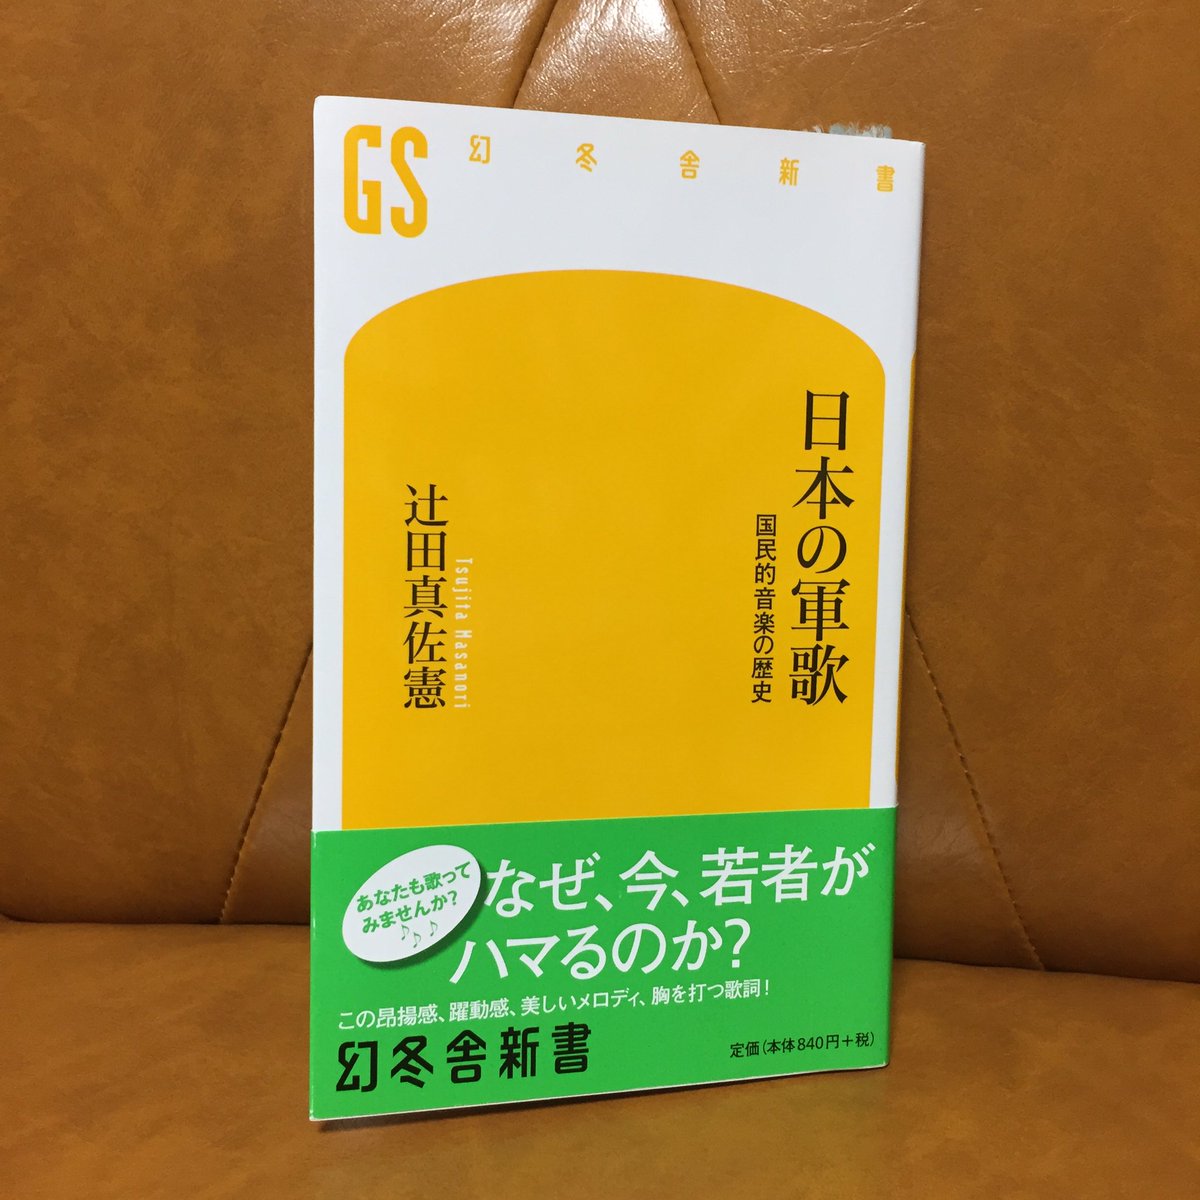 GS
幻冬舎新書
日本の軍歌
国民的音楽の歴史
辻田真佐憲
Tsujita Masanori
あなたも歌って
みませんか?
なぜ、今、若者が
ハマるのか?
この昂揚感、躍動感、美しいメロディ、胸を打つ歌詞!
幻冬舎新書
定価(本体840円+税)